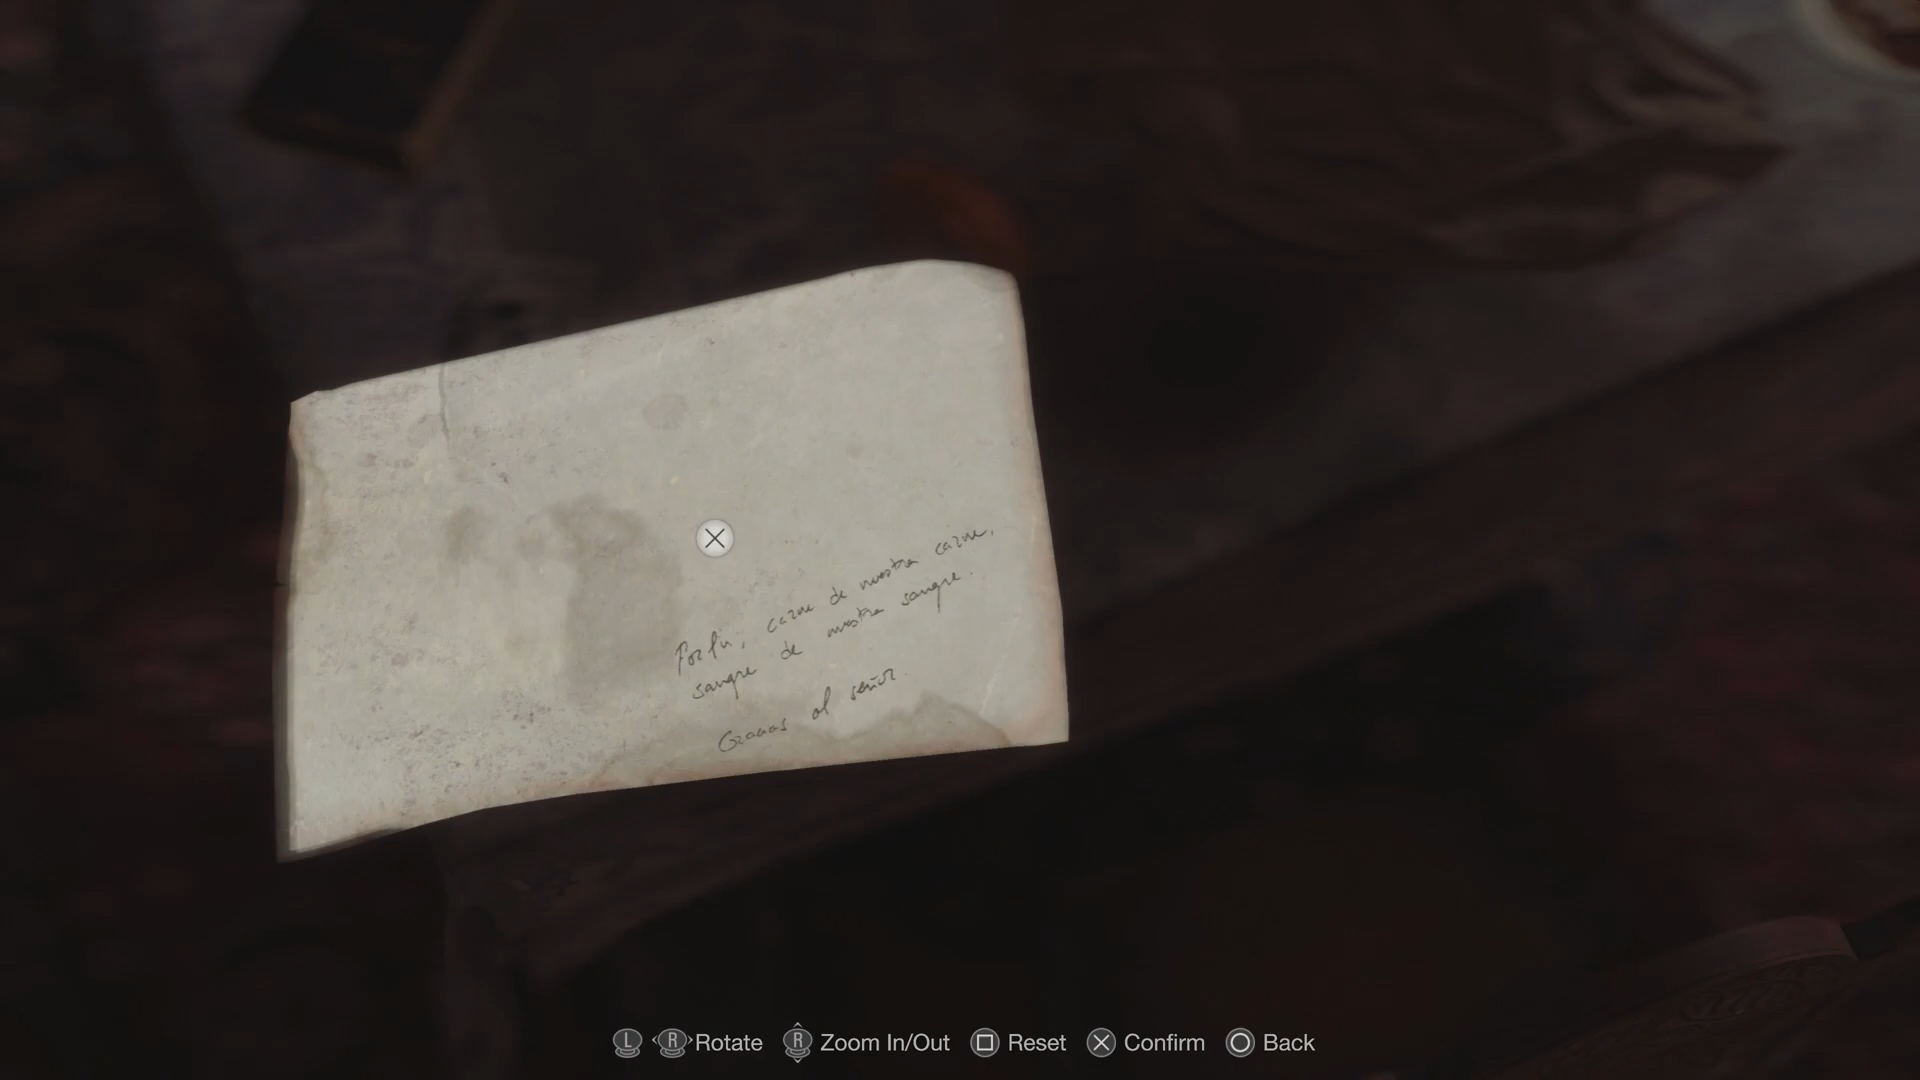 Por fin, carne de nuestra carne,
sangre de nuestra sangre.
Gracias al señor.
L R Rotate R Zoom In/Out Reset Confirm Back